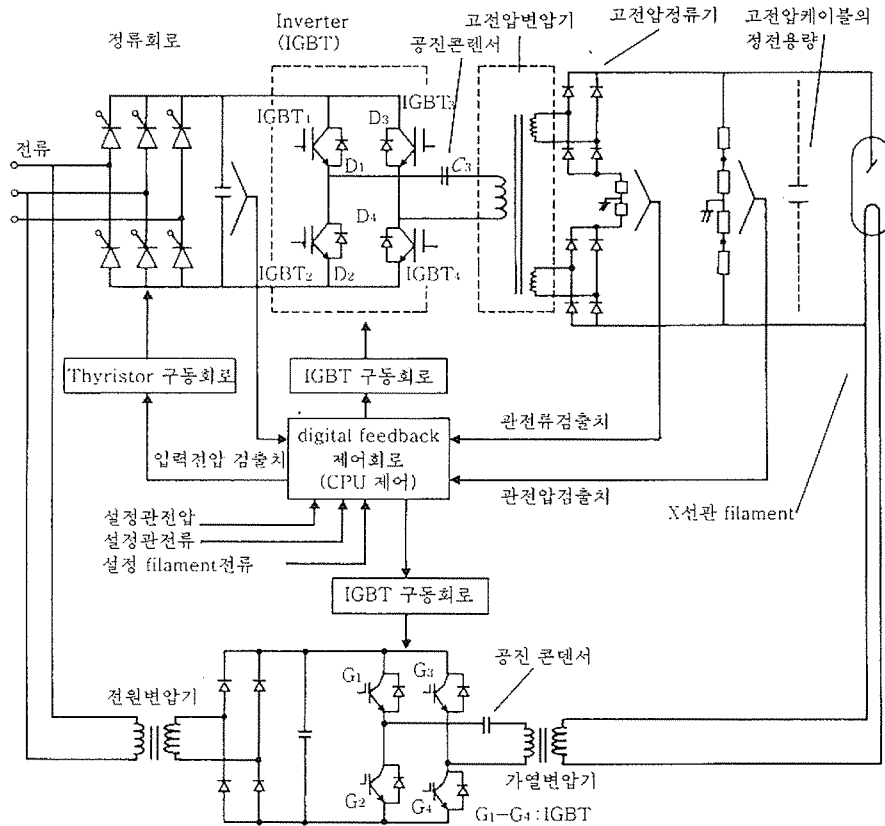 정류회로
Inverter
(IGBT)
고전압변압기
공진콘덴서
고전압정류기
고전압케이블의
정전용량
전류
IGBT1
D3
IGBT3
D1
C3
D4
IGBT2
D2
IGBT4
Thyristor 구동회로
IGBT 구동회로
관전류검출치
digital feedback
제어회로
(CPU 제어)
입력전압 검출치
관전압검출치
X선관 filament
설정관전압
설정관전류
설정 filament전류
IGBT 구동회로
공진 콘덴서
전원변압기
G1
G3
G2
G4
가열변압기
G1-G4:IGBT